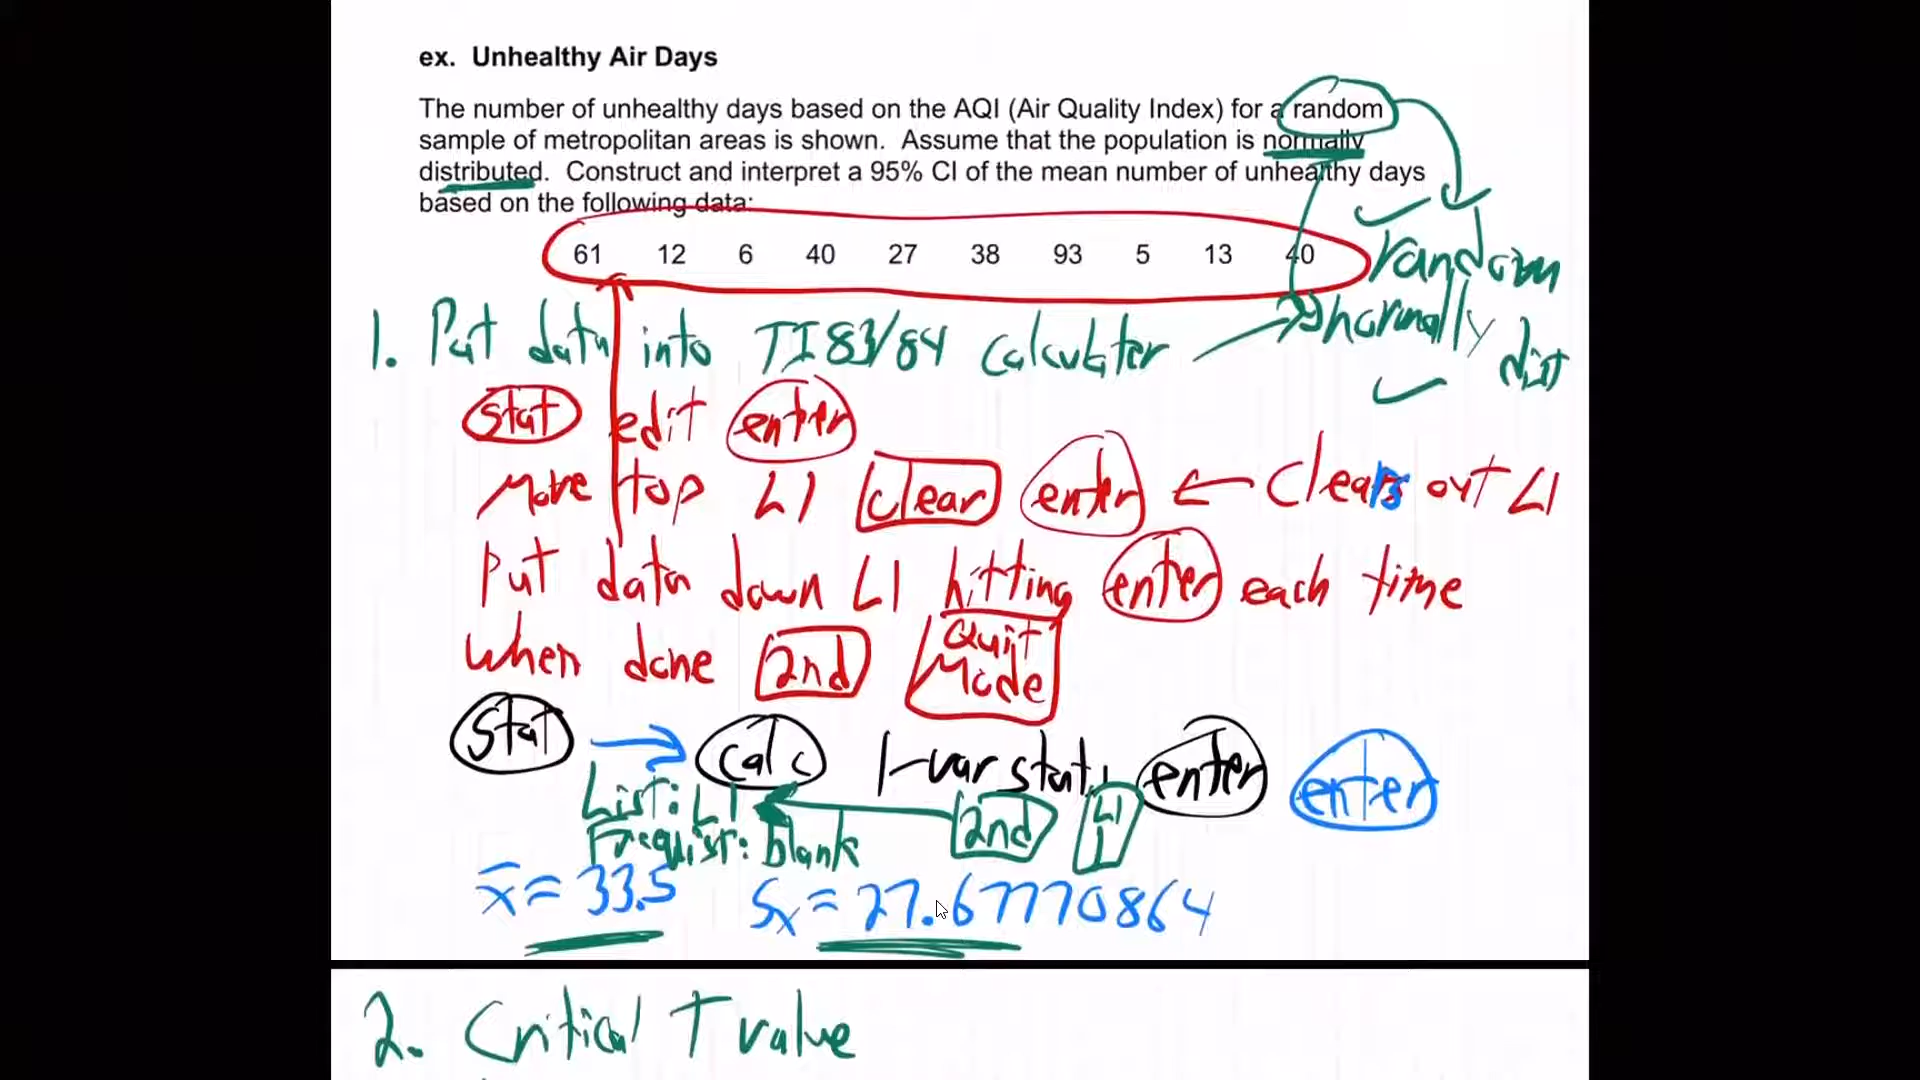 ex. Unhealthy Air Days
The number of unhealthy days based on the AQI (Air Quality Index) for a random
sample of metropolitan areas is shown. Assume that the population is normally
distributed. Construct and interpret a 95% CI of the mean number of unhealthy days
based on the following data:
61 12 6 40 27 38 93 5 13 40
random
1. Put data into TI83/84 calculator
normally
dist
stat edit enter
Move top L1 clear enter ← Clears out L1
Put data down L1 hitting enter each time
when done 2nd Quit
Mode
Stat → calc 1-var stats enter enter
List: L1 2nd L1
1
Freqlist: blank
x̄ = 33.5 Sx = 27.67770864
2. Critical T value